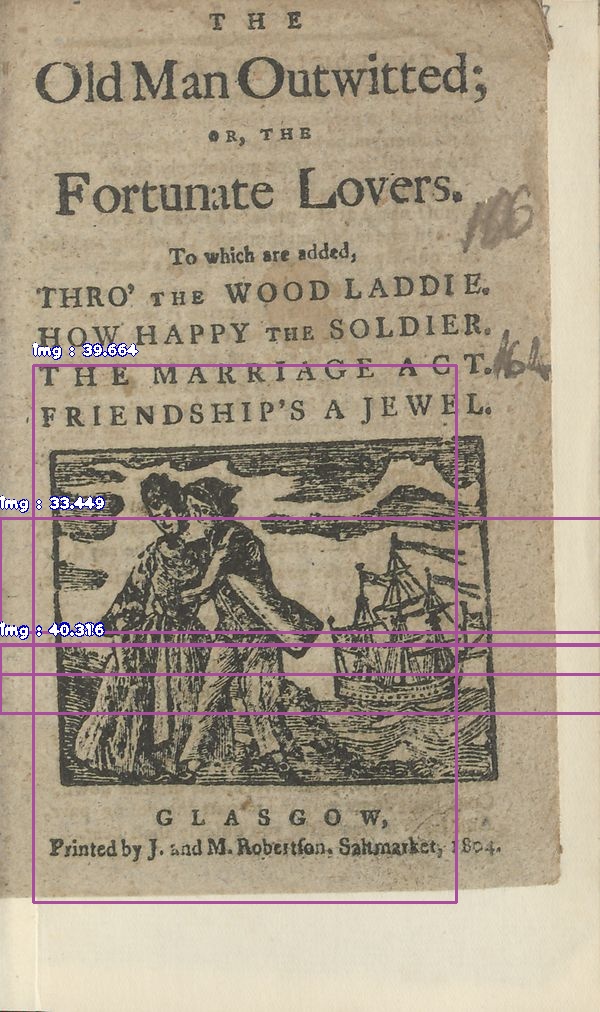 THE
Old Man Outwitted;
OR, THE
Fortunate Lovers.
166
To which are added,
THRO' THE WOOD LADDIE.
HOW HAPPY THE SOLDIER.
img : 39.664
THE MARRIAGE ACT.
164
FRIENDSHIP'S A JEWEL.
img : 33.449
img : 40.316
GLASGOW,
Printed by J. and M. Robertson, Saltmarket, 1804.